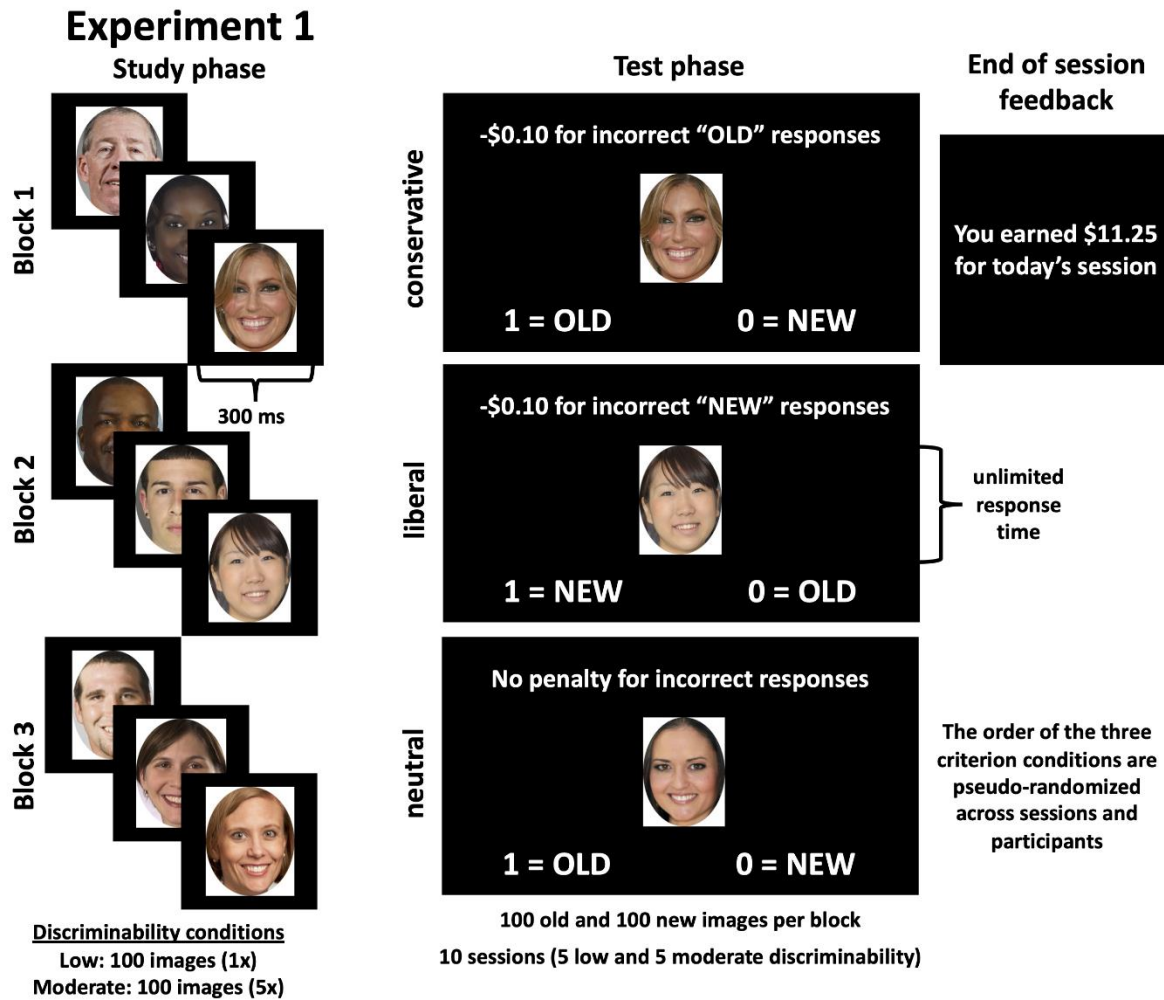 Experiment 1
Study phase
Test phase
End of session
feedback
Block 1
300 ms
conservative
-$0.10 for incorrect “OLD” responses
1 = OLD 0 = NEW
You earned $11.25
for today’s session
Block 2
liberal
-$0.10 for incorrect “NEW” responses
1 = NEW 0 = OLD
unlimited
response
time
Block 3
neutral
No penalty for incorrect responses
1 = OLD 0 = NEW
The order of the three
criterion conditions are
pseudo-randomized
across sessions and
participants
Discriminability conditions
Low: 100 images (1x)
Moderate: 100 images (5x)
100 old and 100 new images per block
10 sessions (5 low and 5 moderate discriminability)